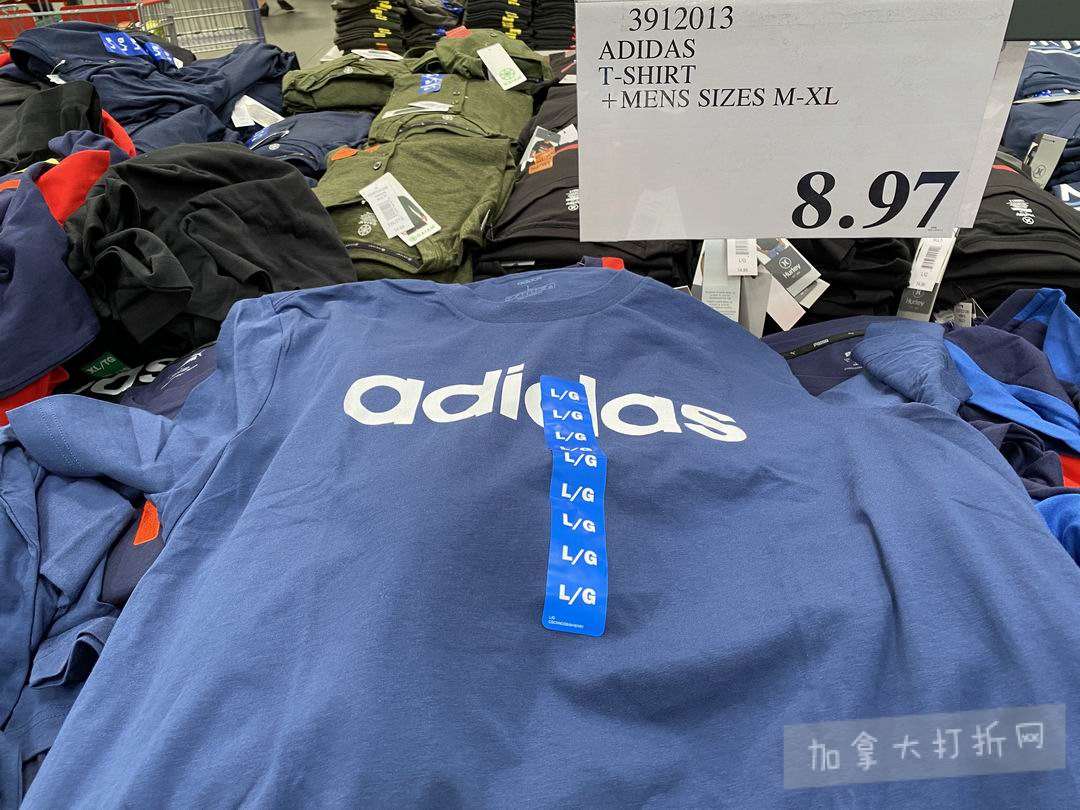 3912013
ADIDAS
T-SHIRT
+MENS SIZES M-XL
8.97
adidas
L/G
L/G
L/G
L/G
L/G
L/G
L/G
L/G
XL/TG
Hurley
加拿大打折网